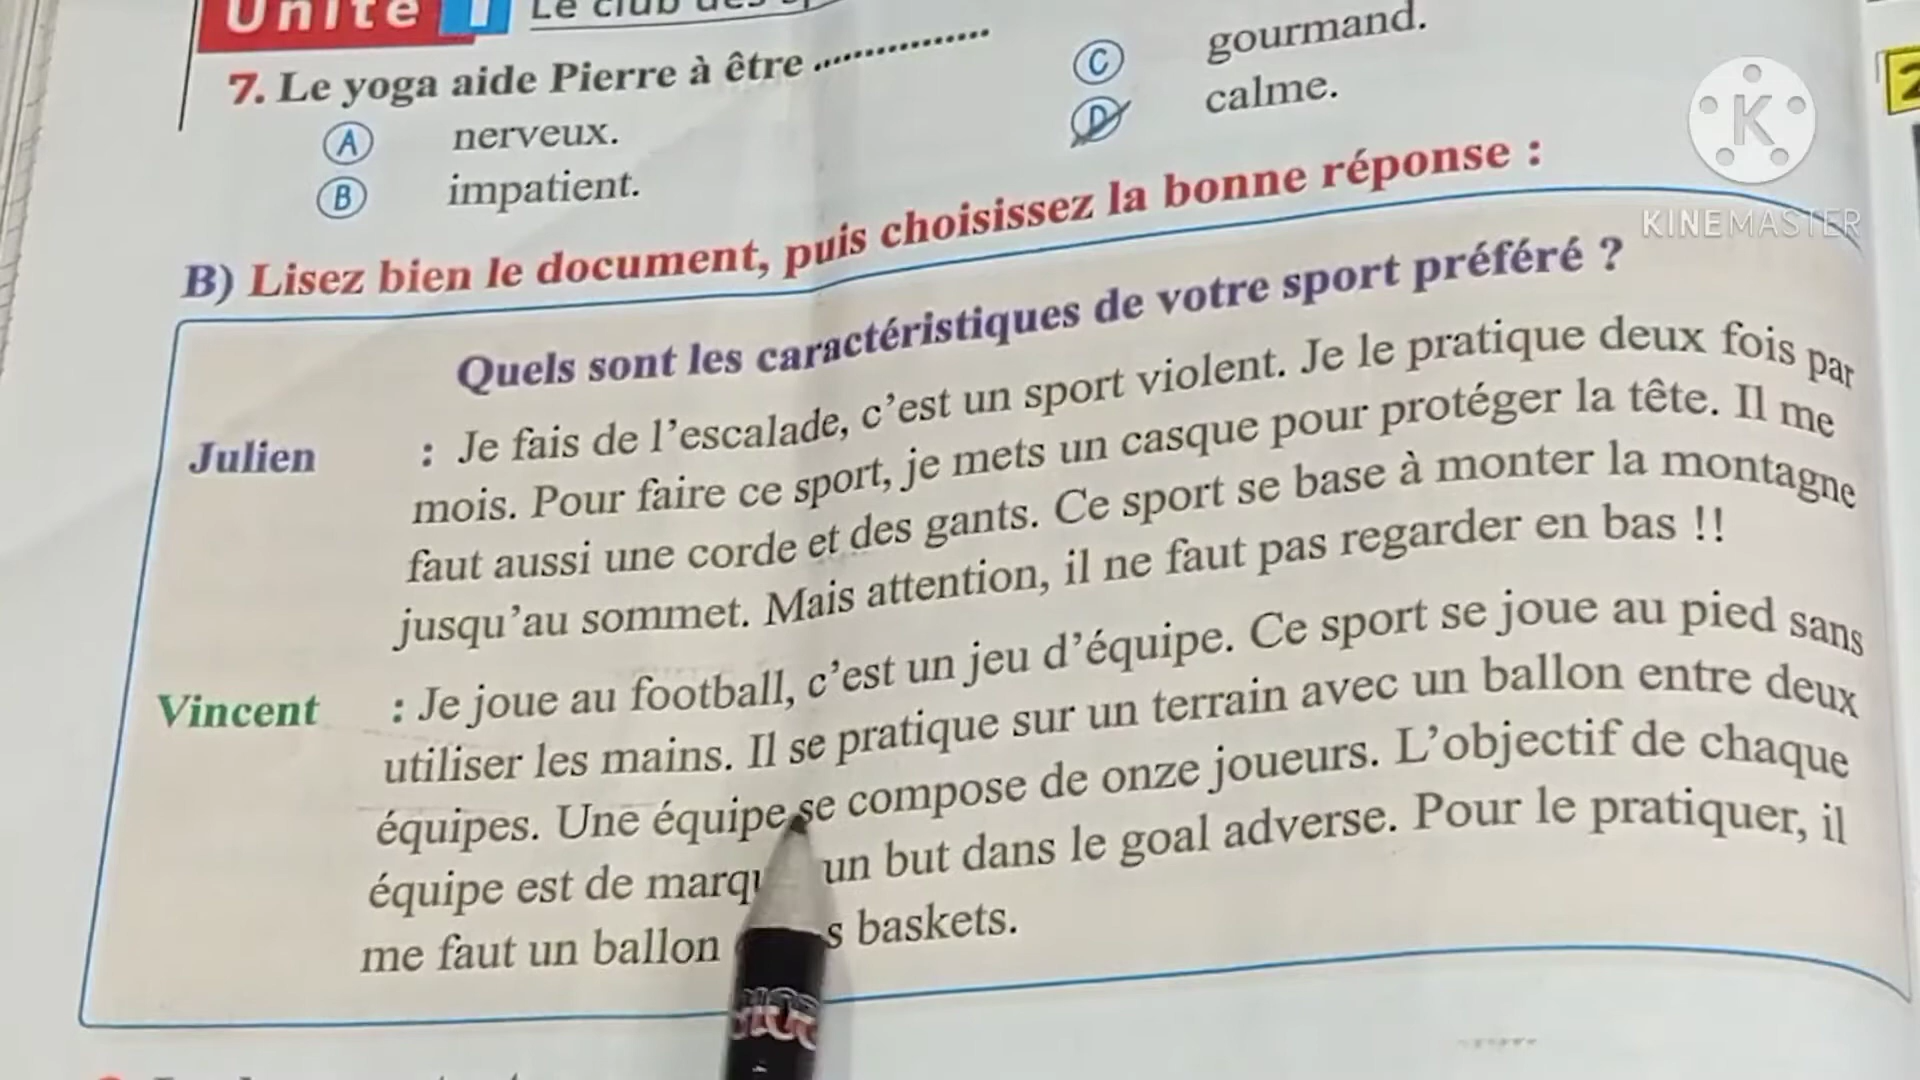 Unité 1 Le club des
7. Le yoga aide Pierre à être ...............
A nerveux.
B impatient.
C gourmand.
D calme.
B) Lisez bien le document, puis choisissez la bonne réponse :
Quels sont les caractéristiques de votre sport préféré ?
Julien : Je fais de l'escalade, c'est un sport violent. Je le pratique deux fois par
mois. Pour faire ce sport, je mets un casque pour protéger la tête. Il me
faut aussi une corde et des gants. Ce sport se base à monter la montagne
jusqu'au sommet. Mais attention, il ne faut pas regarder en bas !!
Vincent : Je joue au football, c'est un jeu d'équipe. Ce sport se joue au pied sans
utiliser les mains. Il se pratique sur un terrain avec un ballon entre deux
équipes. Une équipe se compose de onze joueurs. L'objectif de chaque
équipe est de un but dans le goal adverse. Pour le pratiquer, il
me faut un ballon baskets.
K
KINEMASTER
2